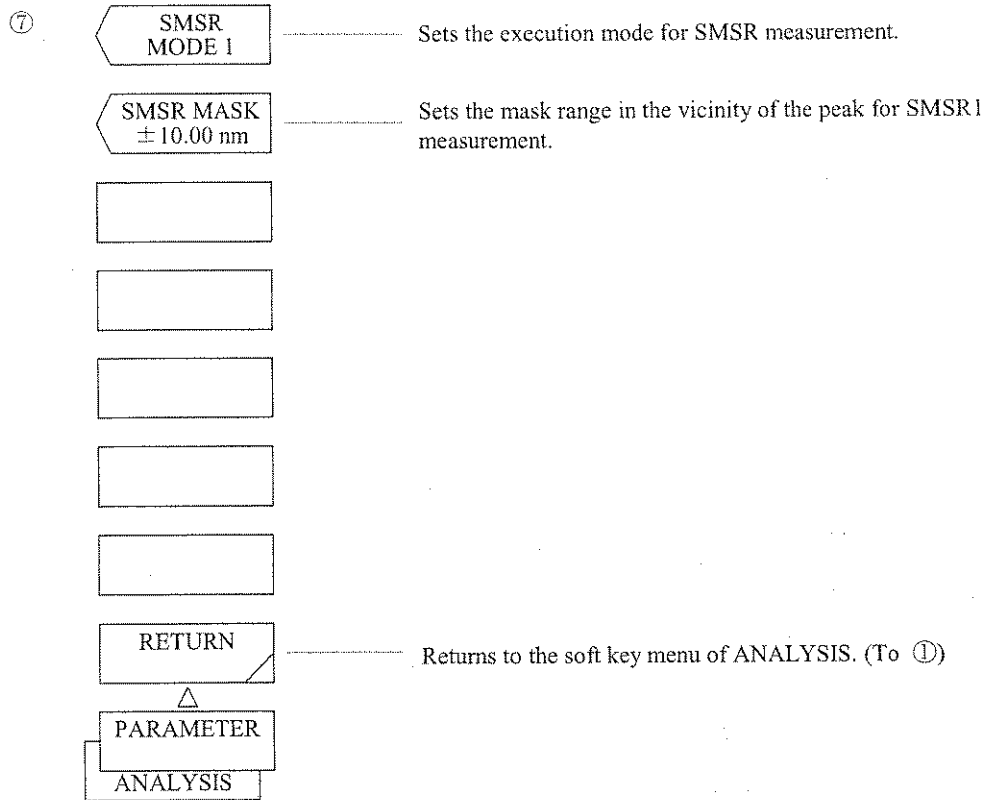 ⑦
SMSR
MODE 1
Sets the execution mode for SMSR measurement.
SMSR MASK
±10.00 nm
Sets the mask range in the vicinity of the peak for SMSR1
measurement.
RETURN
Returns to the soft key menu of ANALYSIS. (To ①)
PARAMETER
ANALYSIS